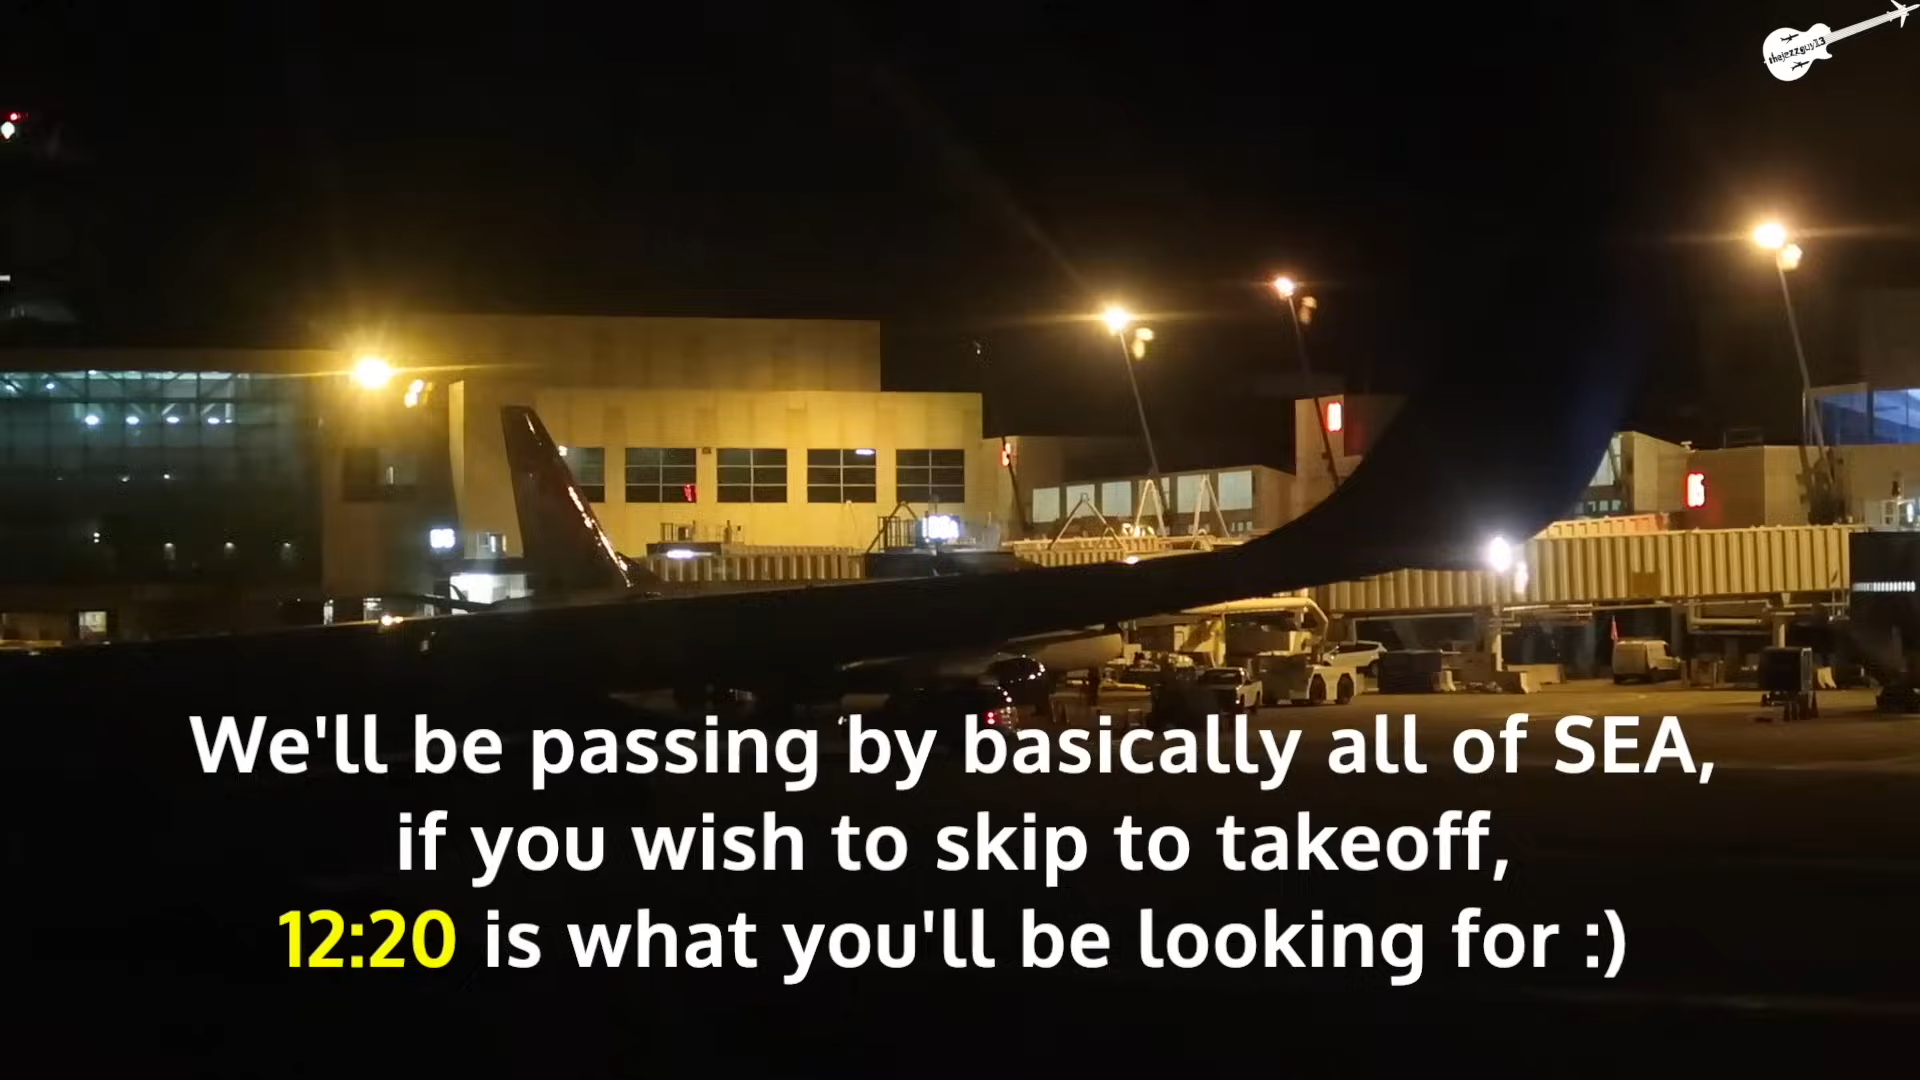 thejazzguy13
We'll be passing by basically all of SEA,
if you wish to skip to takeoff,
12:20 is what you'll be looking for :)